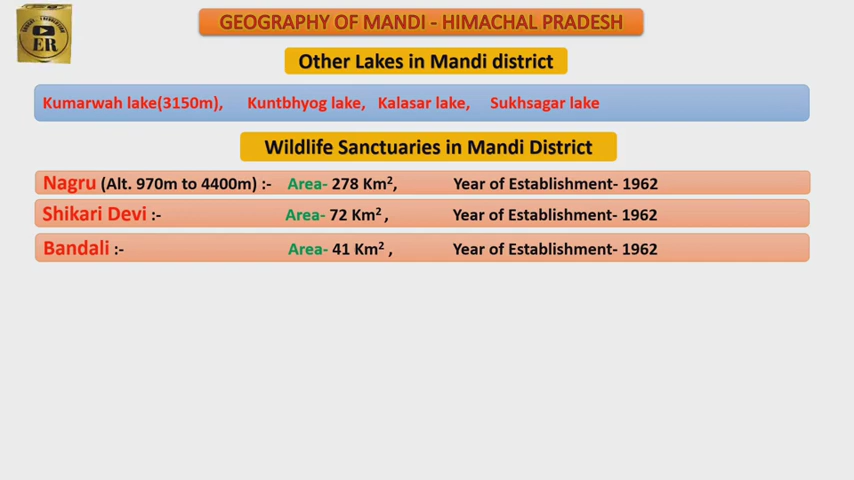 GEOGRAPHY OF MANDI - HIMACHAL PRADESH
ER
Other Lakes in Mandi district
Kumarwah lake(3150m), Kuntbhyog lake, Kalasar lake, Sukhsagar lake
Wildlife Sanctuaries in Mandi District
Nagru (Alt. 970m to 4400m) :- Area- 278 Km², Year of Establishment- 1962
Shikari Devi :- Area- 72 Km² , Year of Establishment- 1962
Bandali :- Area- 41 Km² , Year of Establishment- 1962